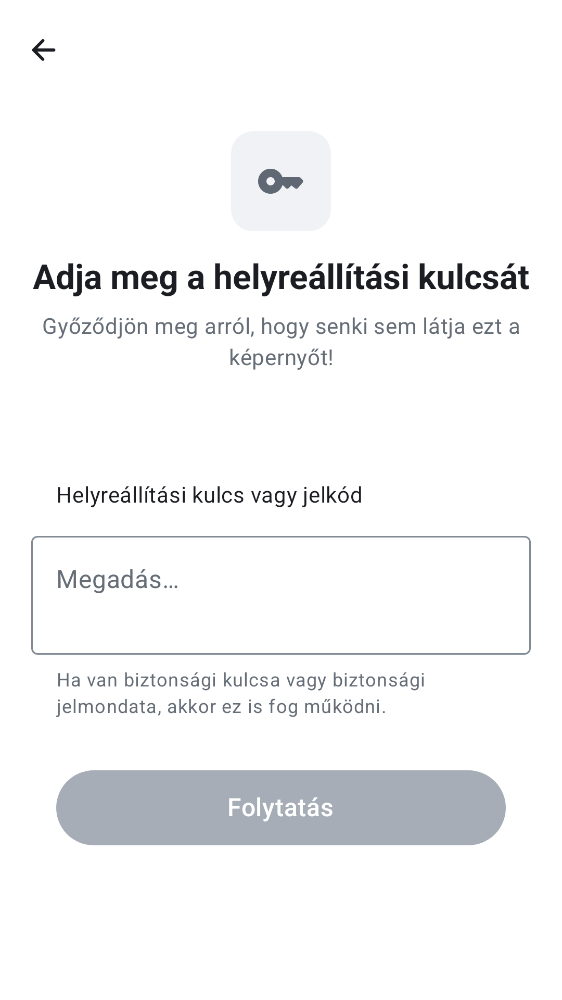 Adja meg a helyreállítási kulcsát
Győződjön meg arról, hogy senki sem látja ezt a
képernyőt!
Helyreállítási kulcs vagy jelkód
Megadás...
Ha van biztonsági kulcsa vagy biztonsági
jelmondata, akkor ez is fog működni.
Folytatás